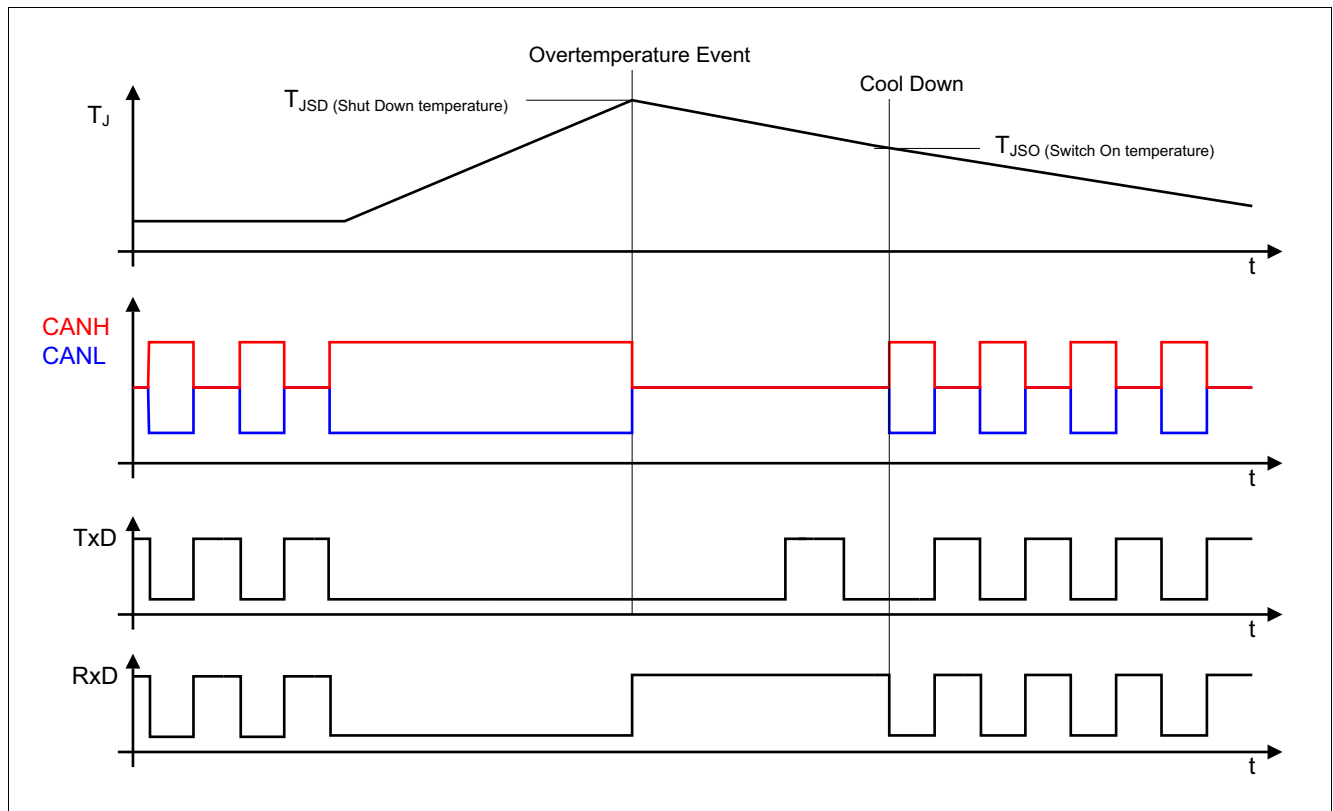 Overtemperature Event
Cool Down
TJSD (Shut Down temperature)
TJ
TJSO (Switch On temperature)
t
CANH
CANL
t
TxD
t
RxD
t